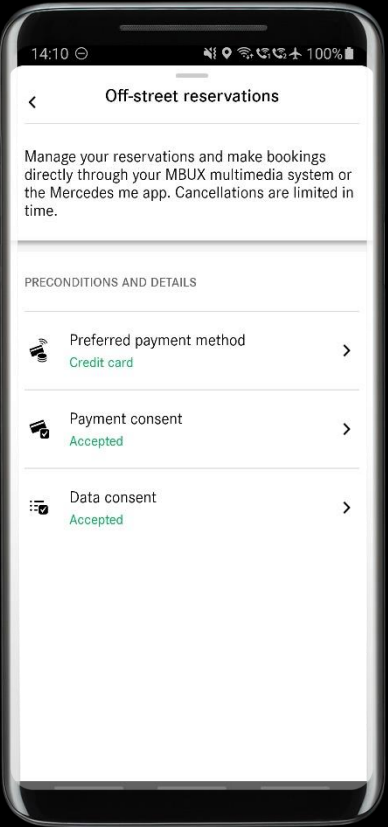 14:10 100%
Off-street reservations
Manage your reservations and make bookings
directly through your MBUX multimedia system or
the Mercedes me app. Cancellations are limited in
time.
PRECONDITIONS AND DETAILS
Preferred payment method
Credit card
Payment consent
Accepted
Data consent
Accepted